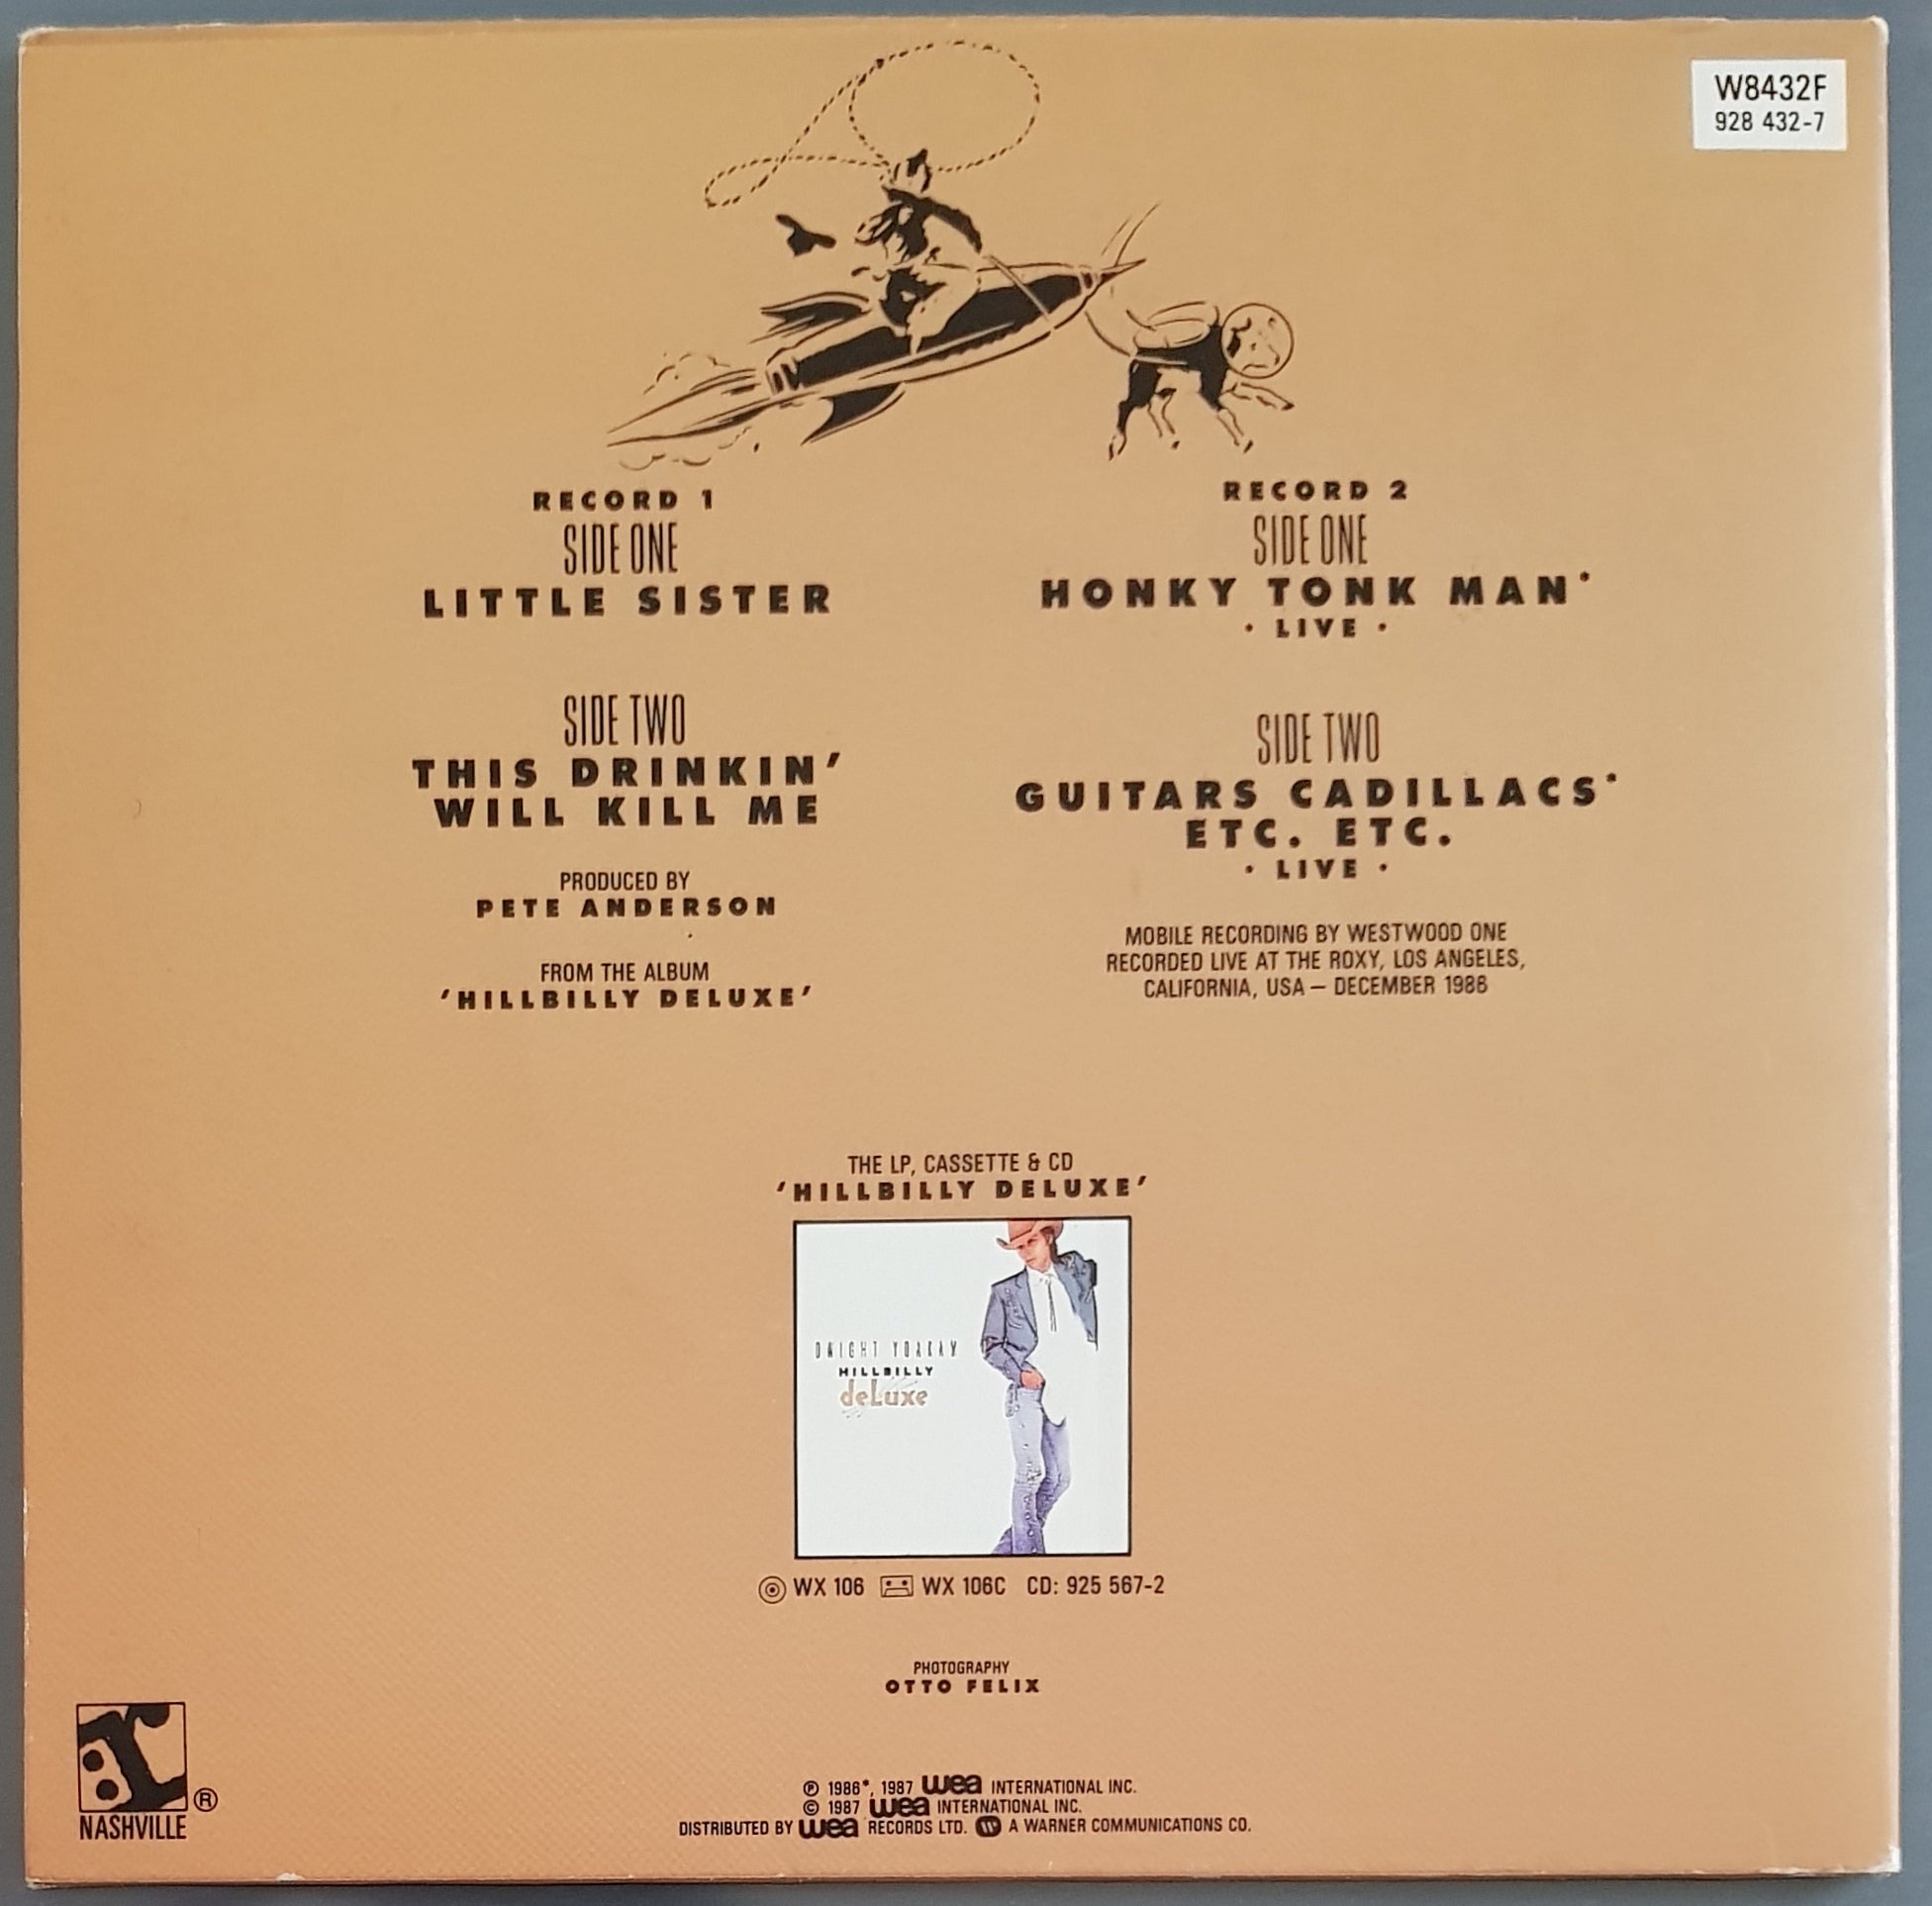 W8432F
928 432-7
RECORD 1
SIDE ONE
LITTLE SISTER
SIDE TWO
THIS DRINKIN'
WILL KILL ME
PRODUCED BY
PETE ANDERSON
FROM THE ALBUM
'HILLBILLY DELUXE'
RECORD 2
SIDE ONE
HONKY TONK MAN*
• LIVE •
SIDE TWO
GUITARS CADILLACS*
ETC. ETC.
• LIVE •
MOBILE RECORDING BY WESTWOOD ONE
RECORDED LIVE AT THE ROXY, LOS ANGELES,
CALIFORNIA, USA — DECEMBER 1986
THE LP, CASSETTE & CD
'HILLBILLY DELUXE'
DWIGHT YOAKAM
HILLBILLY
deLuxe
WX 106 WX 106C CD: 925 567-2
PHOTOGRAPHY
OTTO FELIX
NASHVILLE ®
℗ 1986*, 1987 wea INTERNATIONAL INC.
© 1987 wea INTERNATIONAL INC.
DISTRIBUTED BY wea RECORDS LTD. W A WARNER COMMUNICATIONS CO.